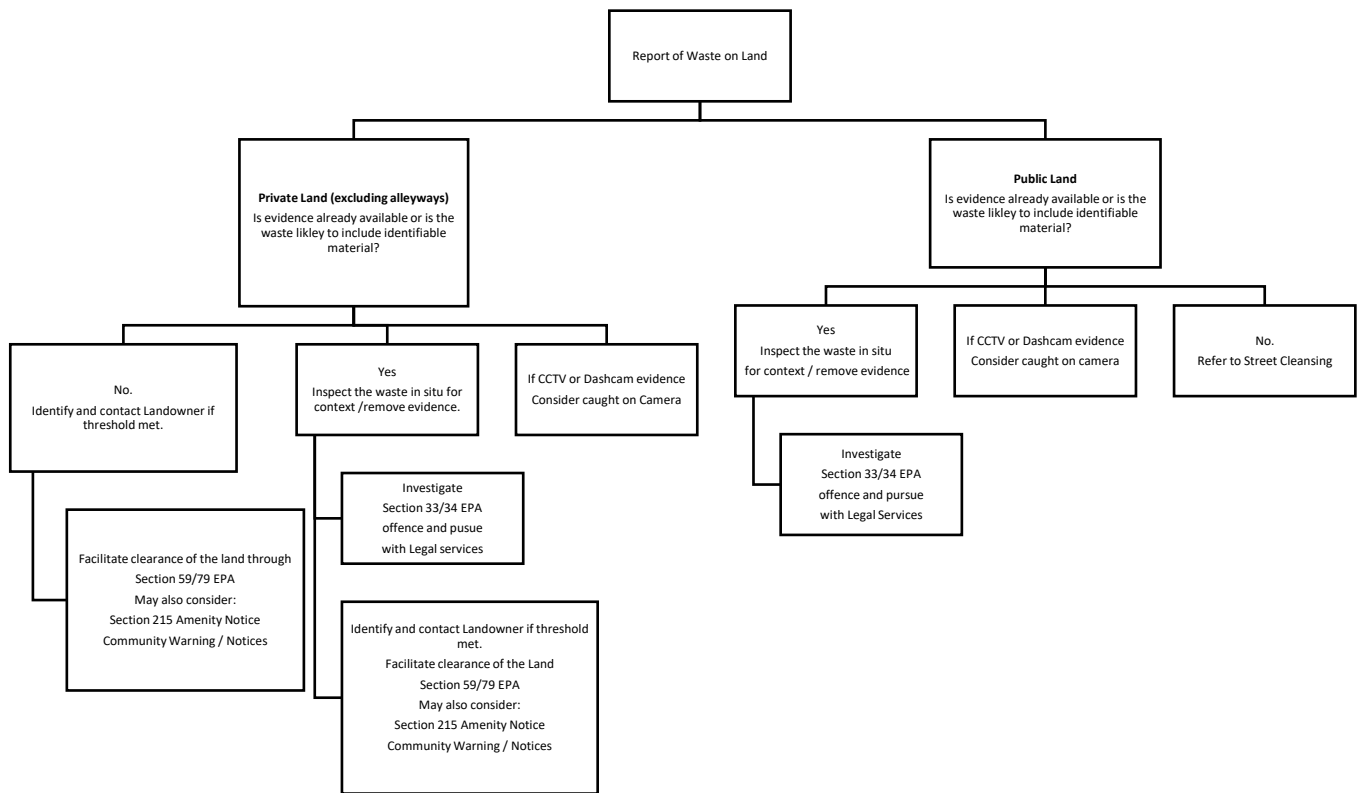 Report of Waste on Land
Private Land (excluding alleyways)
Is evidence already available or is the
waste likley to include identifiable
material?
Public Land
Is evidence already available or is the
waste likley to include identifiable
material?
No.
Identify and contact Landowner if
threshold met.
Yes
Inspect the waste in situ for
context /remove evidence.
If CCTV or Dashcam evidence
Consider caught on Camera
Yes
Inspect the waste in situ
for context / remove evidence
If CCTV or Dashcam evidence
Consider caught on camera
No.
Refer to Street Cleansing
Facilitate clearance of the land through
Section 59/79 EPA
May also consider:
Section 215 Amenity Notice
Community Warning / Notices
Investigate
Section 33/34 EPA
offence and pusue
with Legal services
Identify and contact Landowner if threshold
met.
Facilitate clearance of the Land
Section 59/79 EPA
May also consider:
Section 215 Amenity Notice
Community Warning / Notices
Investigate
Section 33/34 EPA
offence and pursue
with Legal Services